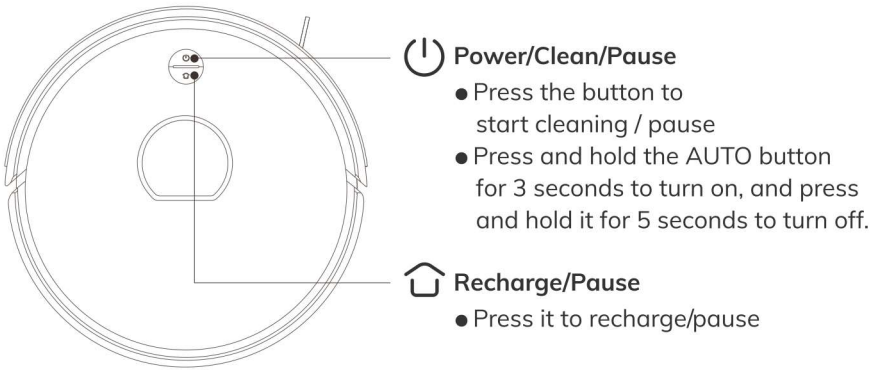 Power/Clean/Pause
● Press the button to
start cleaning / pause
● Press and hold the AUTO button
for 3 seconds to turn on, and press
and hold it for 5 seconds to turn off.
Recharge/Pause
● Press it to recharge/pause